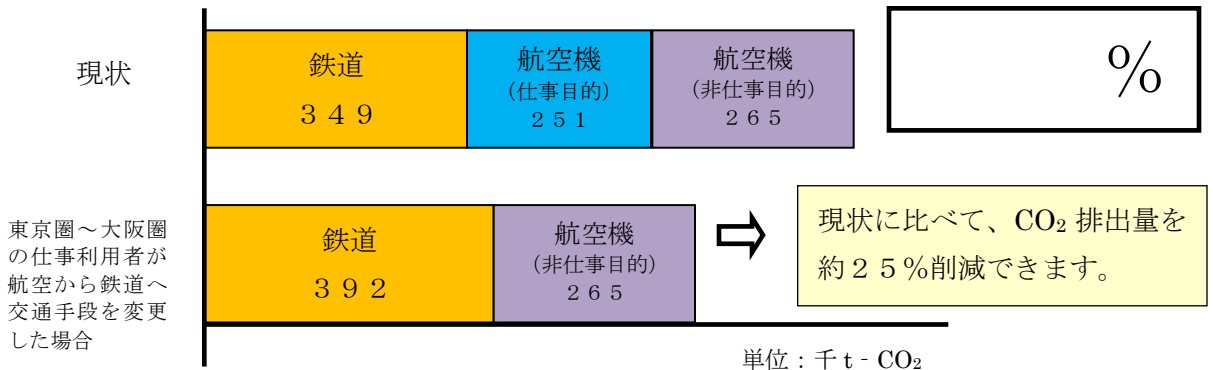 現状
鉄道
３４９
航空機
(仕事目的)
２５１
航空機
(非仕事目的)
２６５
%
東京圏～大阪圏
の仕事利用者が
航空から鉄道へ
交通手段を変更
した場合
鉄道
３９２
航空機
(非仕事目的)
２６５
現状に比べて、CO₂ 排出量を
約２５％削減できます。
単位：千ｔ‐CO₂